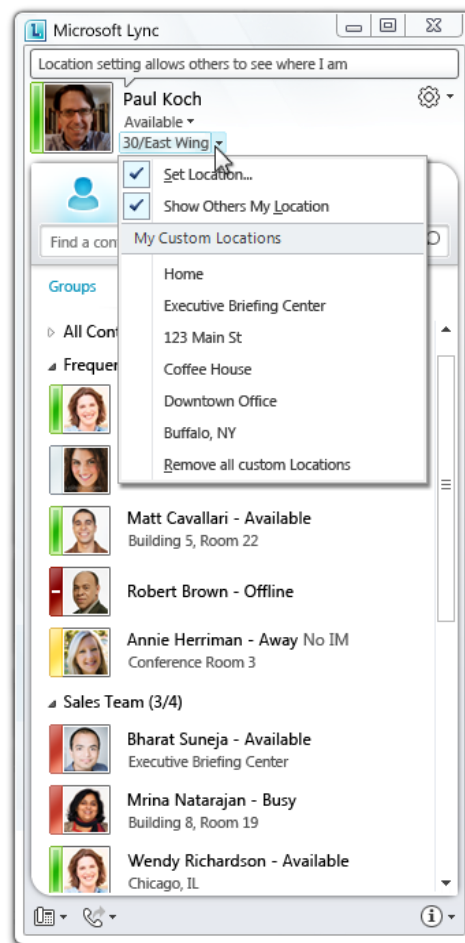 Microsoft Lync
Location setting allows others to see where I am
Paul Koch
Available
30/East Wing
Set Location...
Show Others My Location
My Custom Locations
Find a con
Home
Groups
Executive Briefing Center
All Cont
123 Main St
Frequen
Coffee House
Downtown Office
Buffalo, NY
Remove all custom Locations
Matt Cavallari - Available
Building 5, Room 22
Robert Brown - Offline
Annie Herriman - Away No IM
Conference Room 3
Sales Team (3/4)
Bharat Suneja - Available
Executive Briefing Center
Mrina Natarajan - Busy
Building 8, Room 19
Wendy Richardson - Available
Chicago, IL